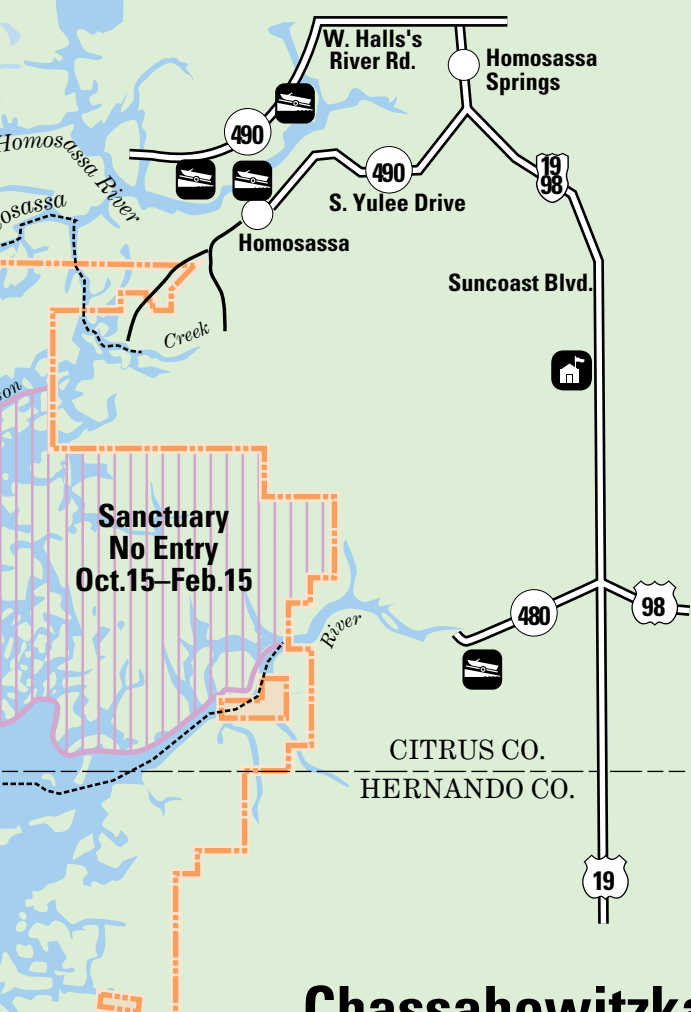 W. Halls's
River Rd.
Homosassa
Springs
490
Homosassa River
490
19
98
S. Yulee Drive
Homosassa
Suncoast Blvd.
Creek
Sanctuary
No Entry
Oct.15–Feb.15
River
480
98
CITRUS CO.
HERNANDO CO.
19